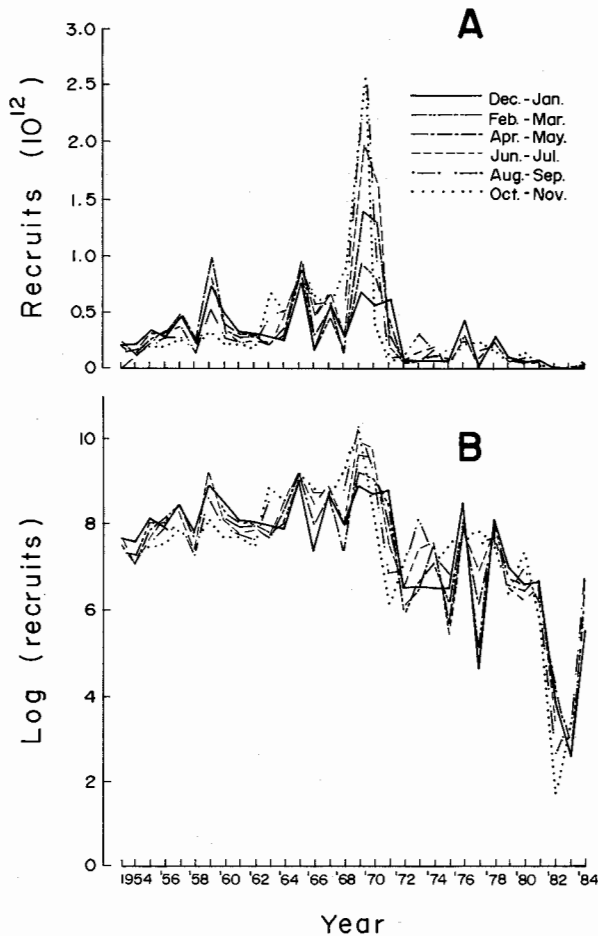 A
3.0
2.5
2.0
1.5
1.0
0.5
0
Recruits (10¹²)
Dec.-Jan.
Feb.-Mar.
Apr.-May.
Jun.-Jul.
Aug-Sep.
Oct.-Nov.
B
10
8
6
4
2
0
Log (recruits)
1954 '56 '58 '60 '62 '64 '66 '68 '70 '72 '74 '76 '78 '80 '82 '84
Year